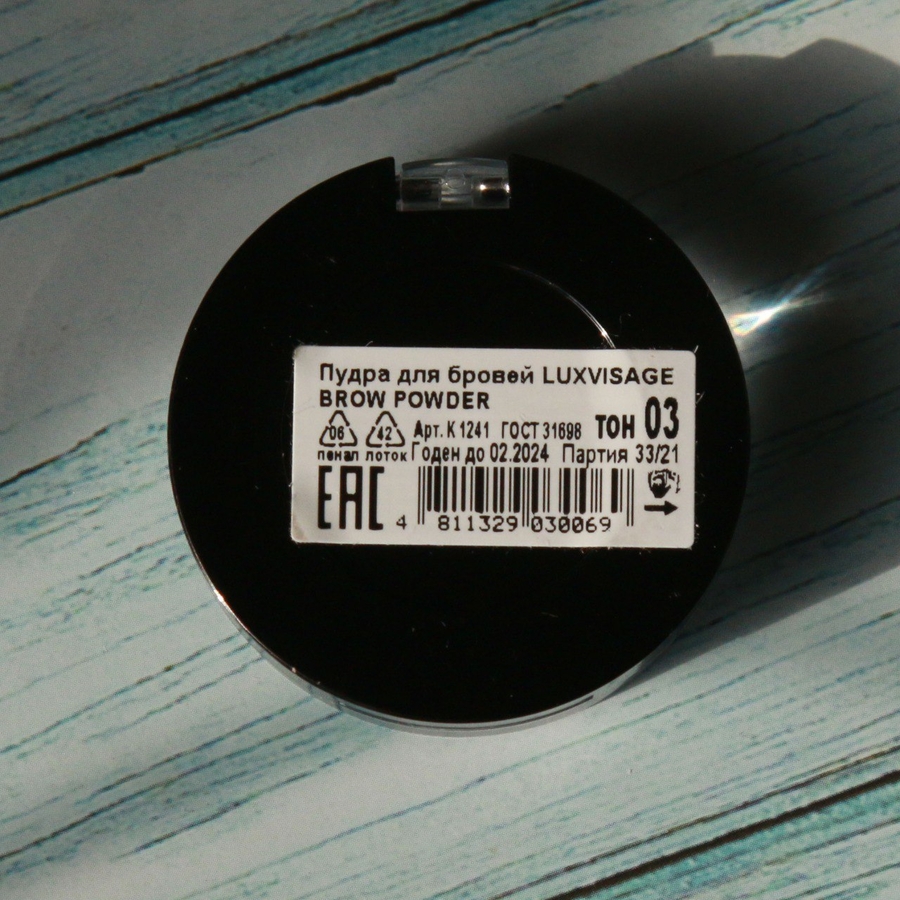 Пудра для бровей LUXVISAGE
BROW POWDER
06 42 Арт. К 1241 ГОСТ 31698 тон 03
пенал лоток Годен до 02.2024 Партия 33/21
EAC
4 811329 030069